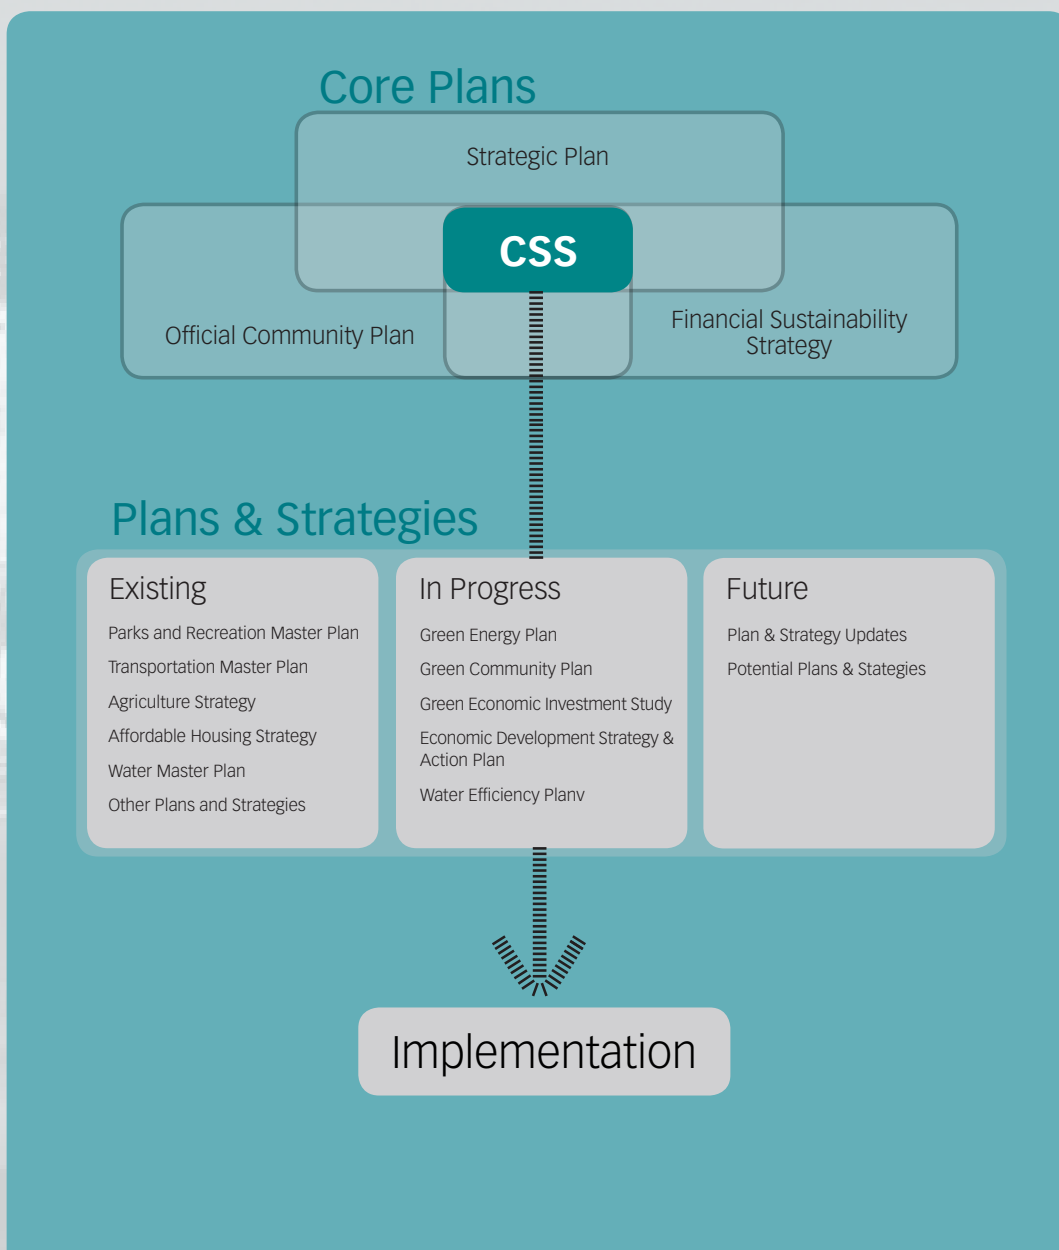 Core Plans
Strategic Plan
CSS
Official Community Plan
Financial Sustainability
Strategy
Plans & Strategies
Existing
Parks and Recreation Master Plan
Transportation Master Plan
Agriculture Strategy
Affordable Housing Strategy
Water Master Plan
Other Plans and Strategies
In Progress
Green Energy Plan
Green Community Plan
Green Economic Investment Study
Economic Development Strategy &
Action Plan
Water Efficiency Planv
Future
Plan & Strategy Updates
Potential Plans & Stategies
Implementation